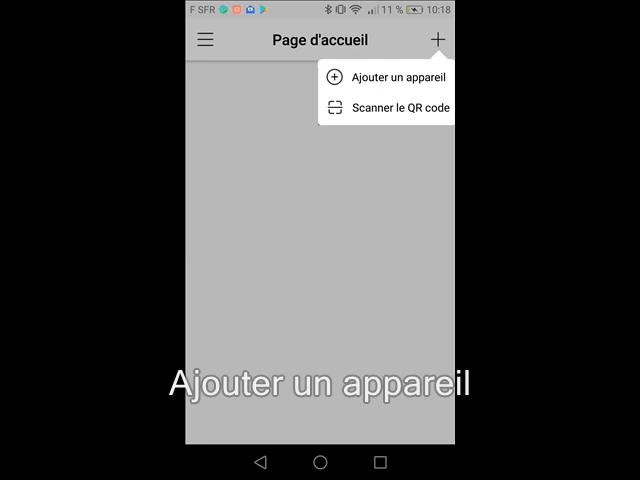 F SFR 11 % 10:18
Page d'accueil
Ajouter un appareil
Scanner le QR code
Ajouter un appareil